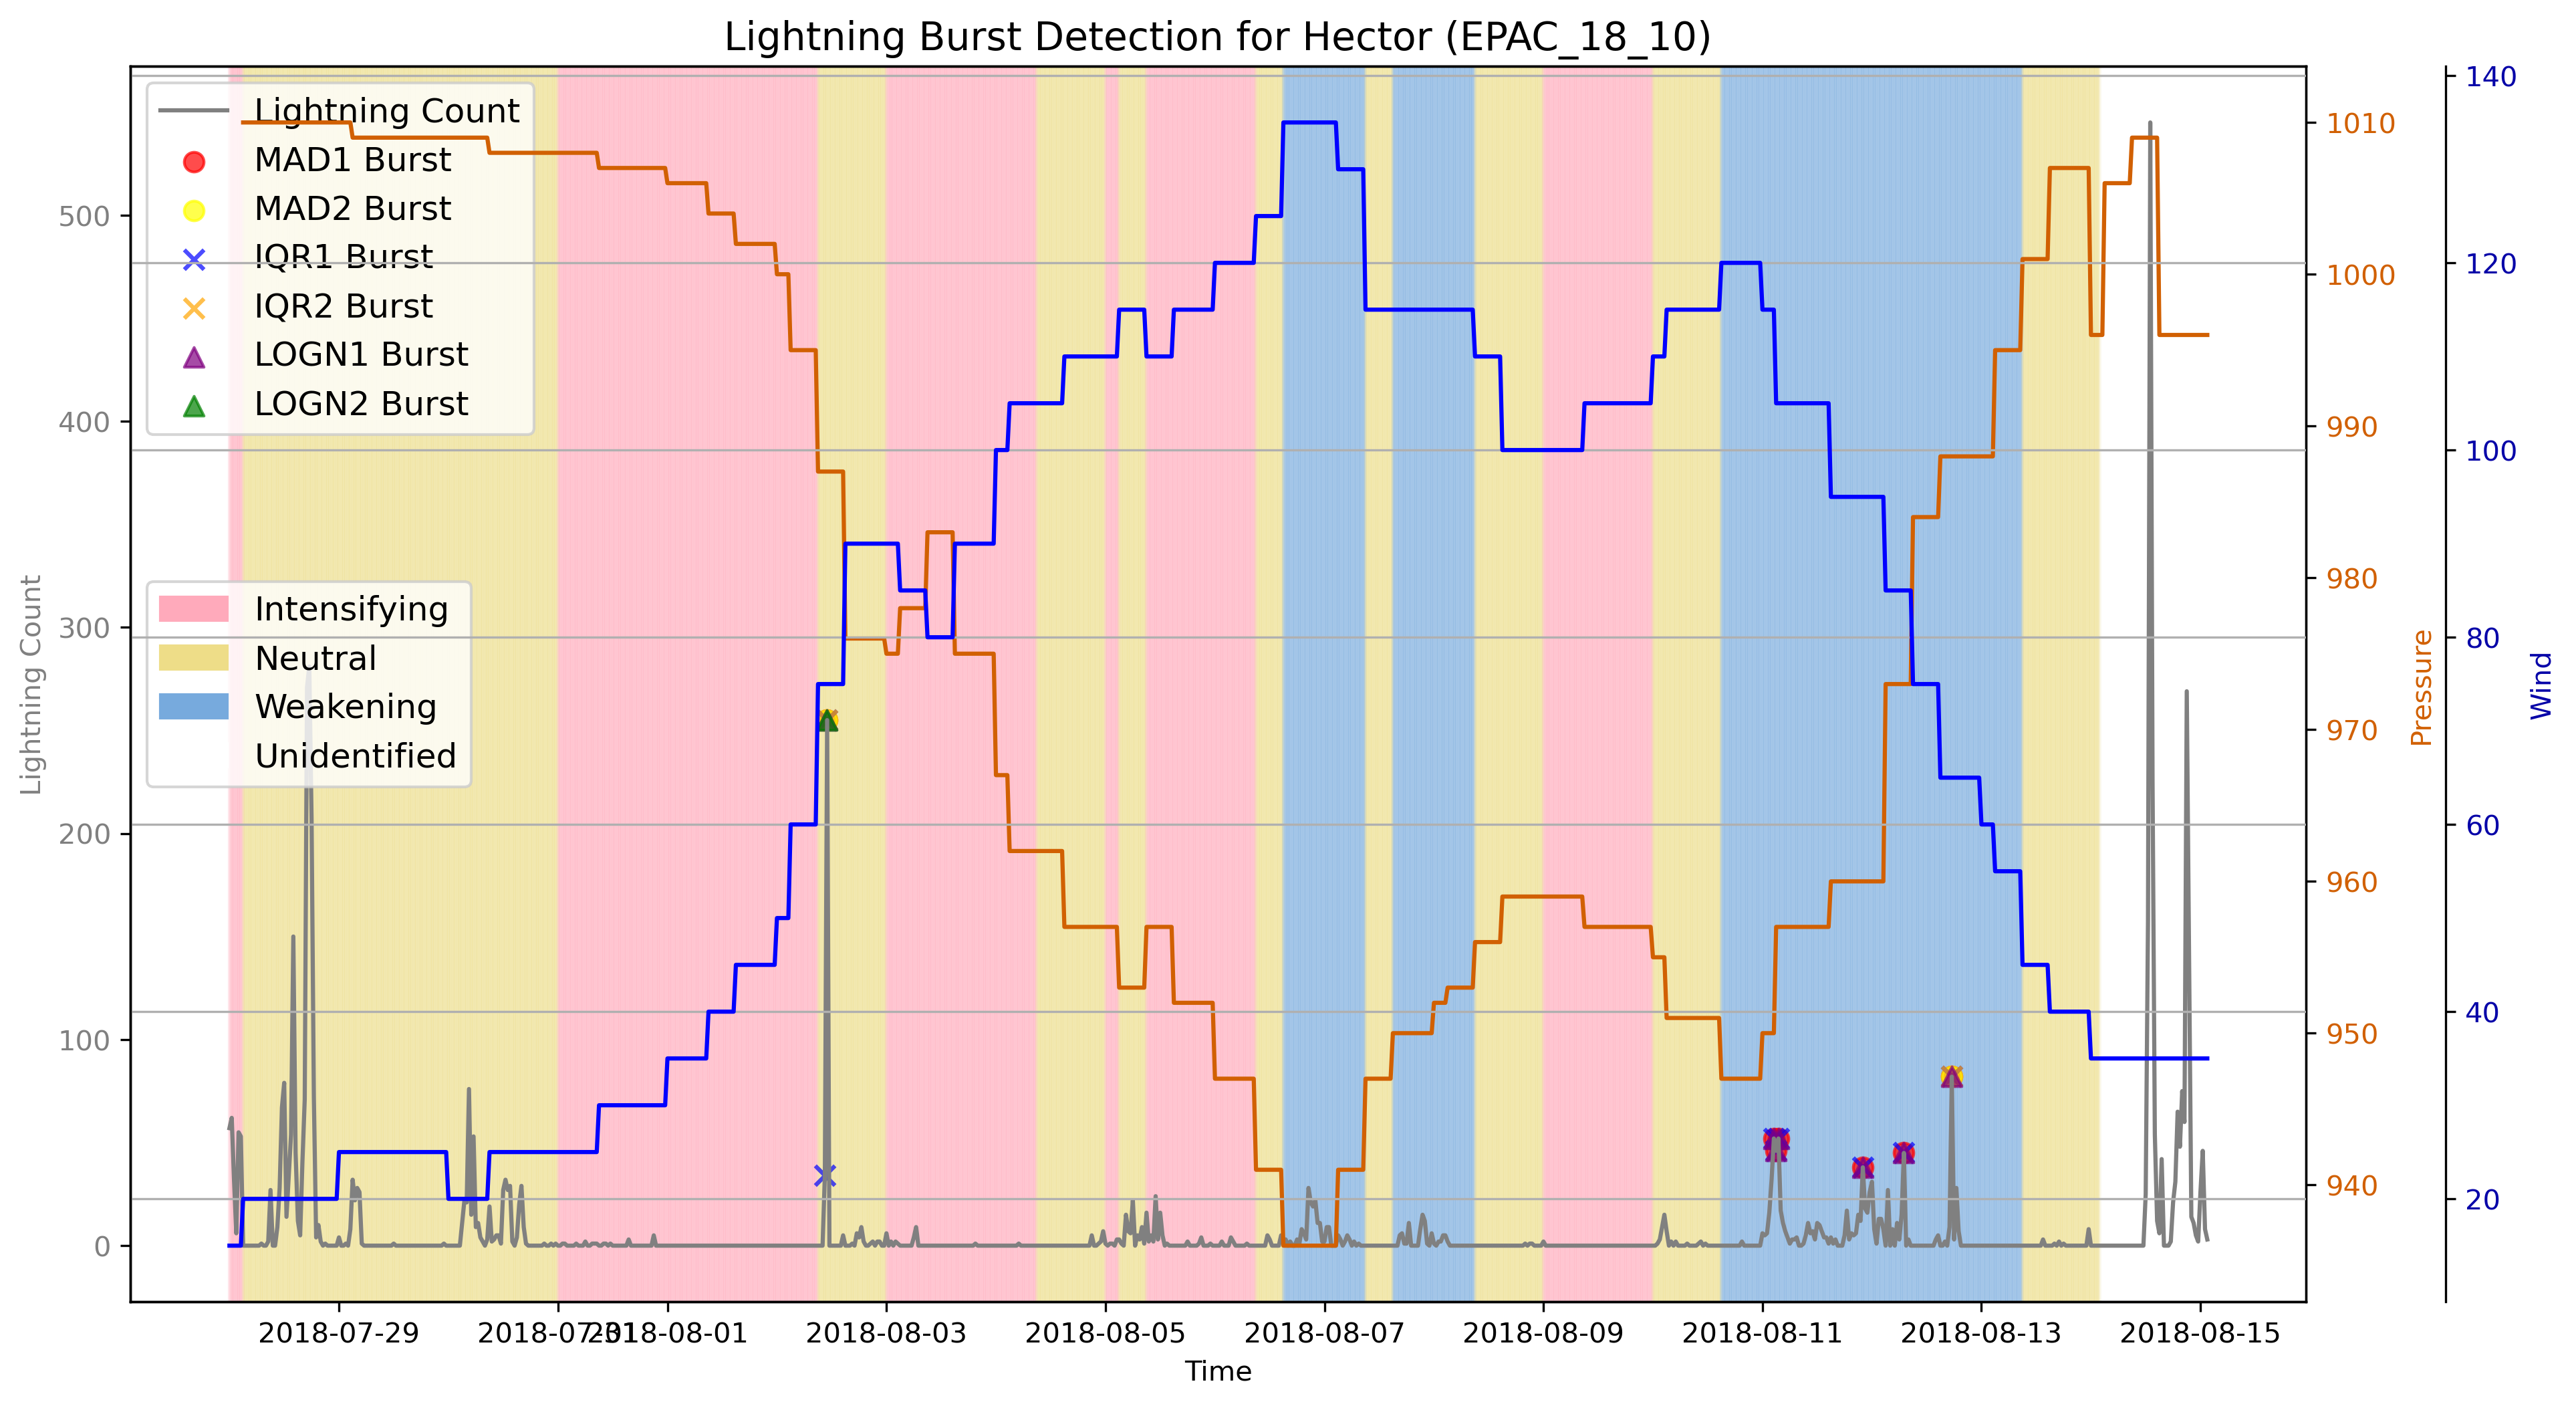 Lightning Burst Detection for Hector (EPAC_18_10)
Lightning Count
MAD1 Burst
MAD2 Burst
IQR1 Burst
IQR2 Burst
LOGN1 Burst
LOGN2 Burst
Intensifying
Neutral
Weakening
Unidentified
Lightning Count
500
400
300
200
100
0
1010
1000
990
980
970
960
950
940
Pressure
140
120
100
80
60
40
20
Wind
2018-07-29
2018-07-31
2018-08-01
2018-08-03
2018-08-05
2018-08-07
2018-08-09
2018-08-11
2018-08-13
2018-08-15
Time